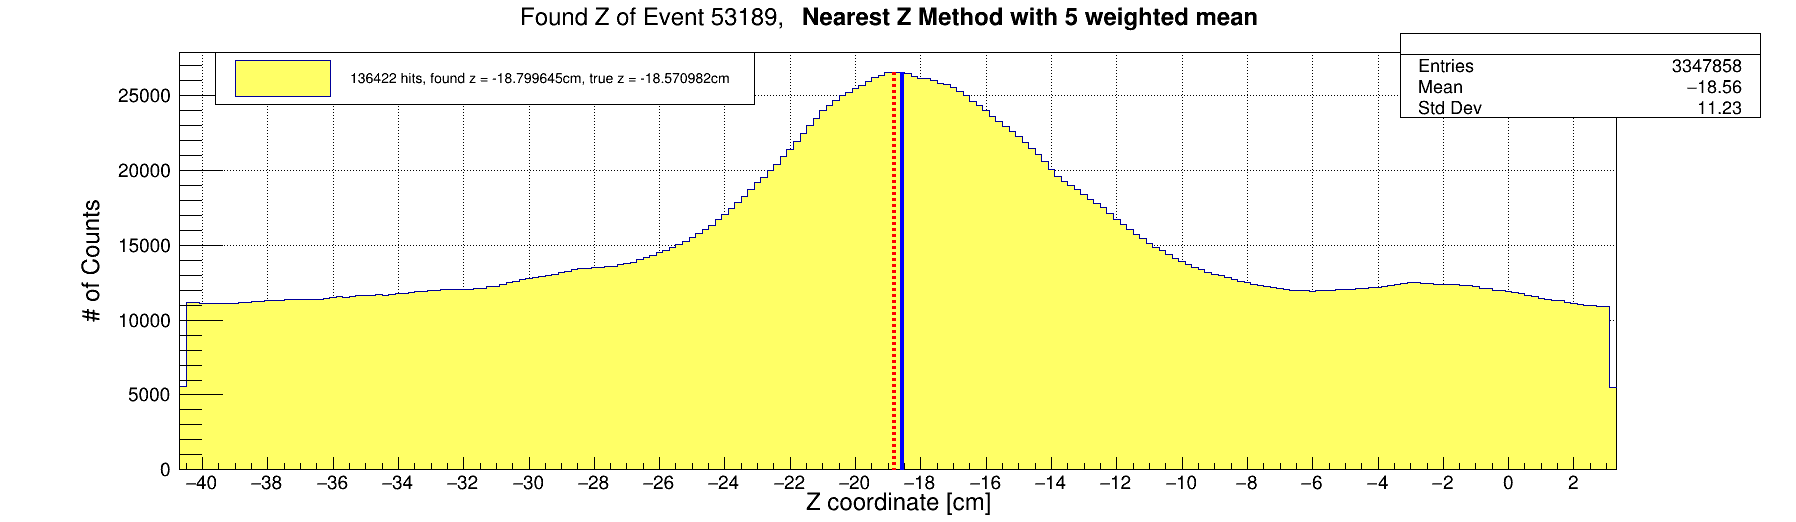 Found Z of Event 53189, Nearest Z Method with 5 weighted mean
136422 hits, found z = -18.799645cm, true z = -18.570982cm
Entries 3347858
Mean −18.56
Std Dev 11.23
# of Counts
25000
20000
15000
10000
5000
0
−40 −38 −36 −34 −32 −30 −28 −26 −24 −22 −20 −18 −16 −14 −12 −10 −8 −6 −4 −2 0 2
Z coordinate [cm]